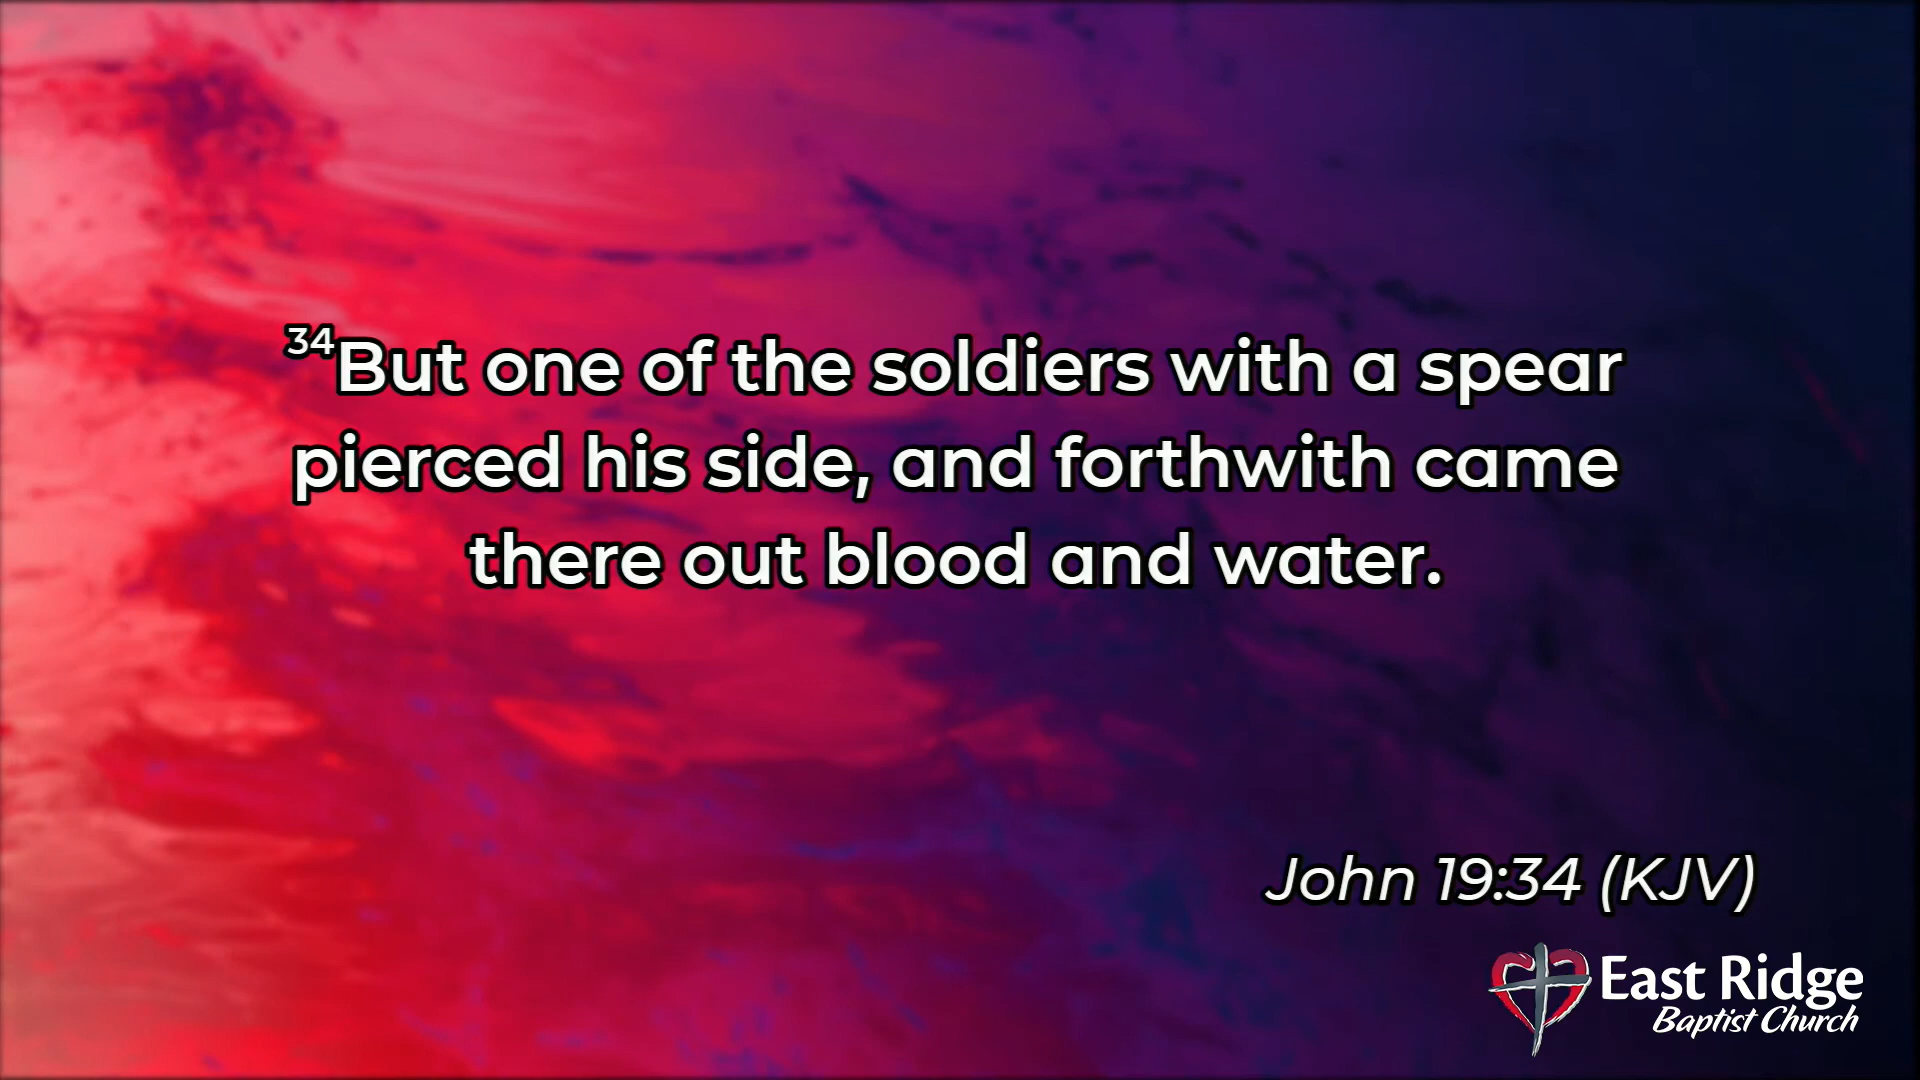 34But one of the soldiers with a spear
pierced his side, and forthwith came
there out blood and water.
John 19:34 (KJV)
East Ridge
Baptist Church